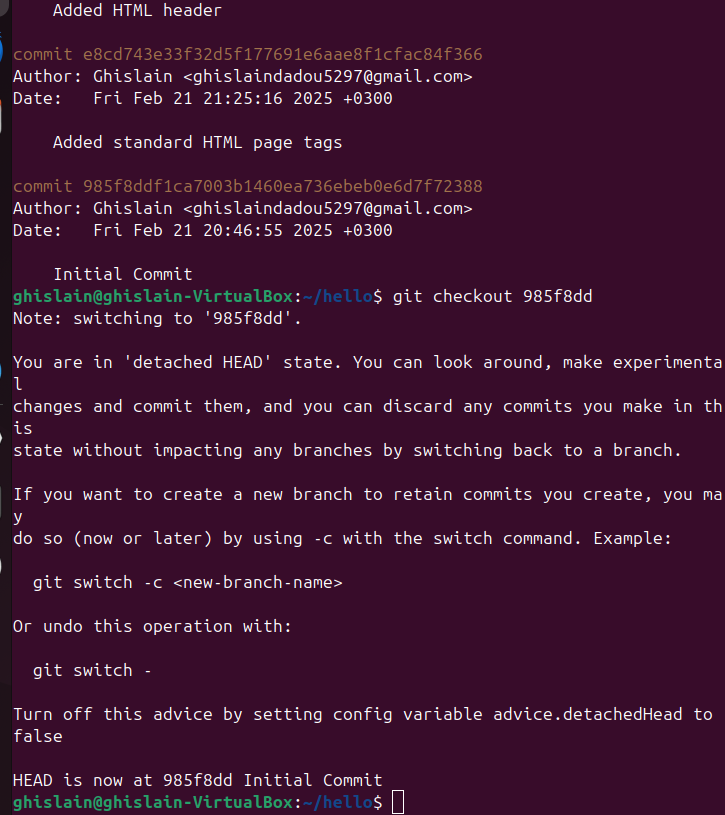 Added HTML header

commit e8cd743e33f32d5f177691e6aae8f1cfac84f366
Author: Ghislain <ghislaindadou5297@gmail.com>
Date:   Fri Feb 21 21:25:16 2025 +0300

    Added standard HTML page tags

commit 985f8ddf1ca7003b1460ea736ebeb0e6d7f72388
Author: Ghislain <ghislaindadou5297@gmail.com>
Date:   Fri Feb 21 20:46:55 2025 +0300

    Initial Commit
ghislain@ghislain-VirtualBox:~/hello$ git checkout 985f8dd
Note: switching to '985f8dd'.

You are in 'detached HEAD' state. You can look around, make experimenta
l
changes and commit them, and you can discard any commits you make in th
is
state without impacting any branches by switching back to a branch.

If you want to create a new branch to retain commits you create, you ma
y
do so (now or later) by using -c with the switch command. Example:

  git switch -c <new-branch-name>

Or undo this operation with:

  git switch -

Turn off this advice by setting config variable advice.detachedHead to
false

HEAD is now at 985f8dd Initial Commit
ghislain@ghislain-VirtualBox:~/hello$